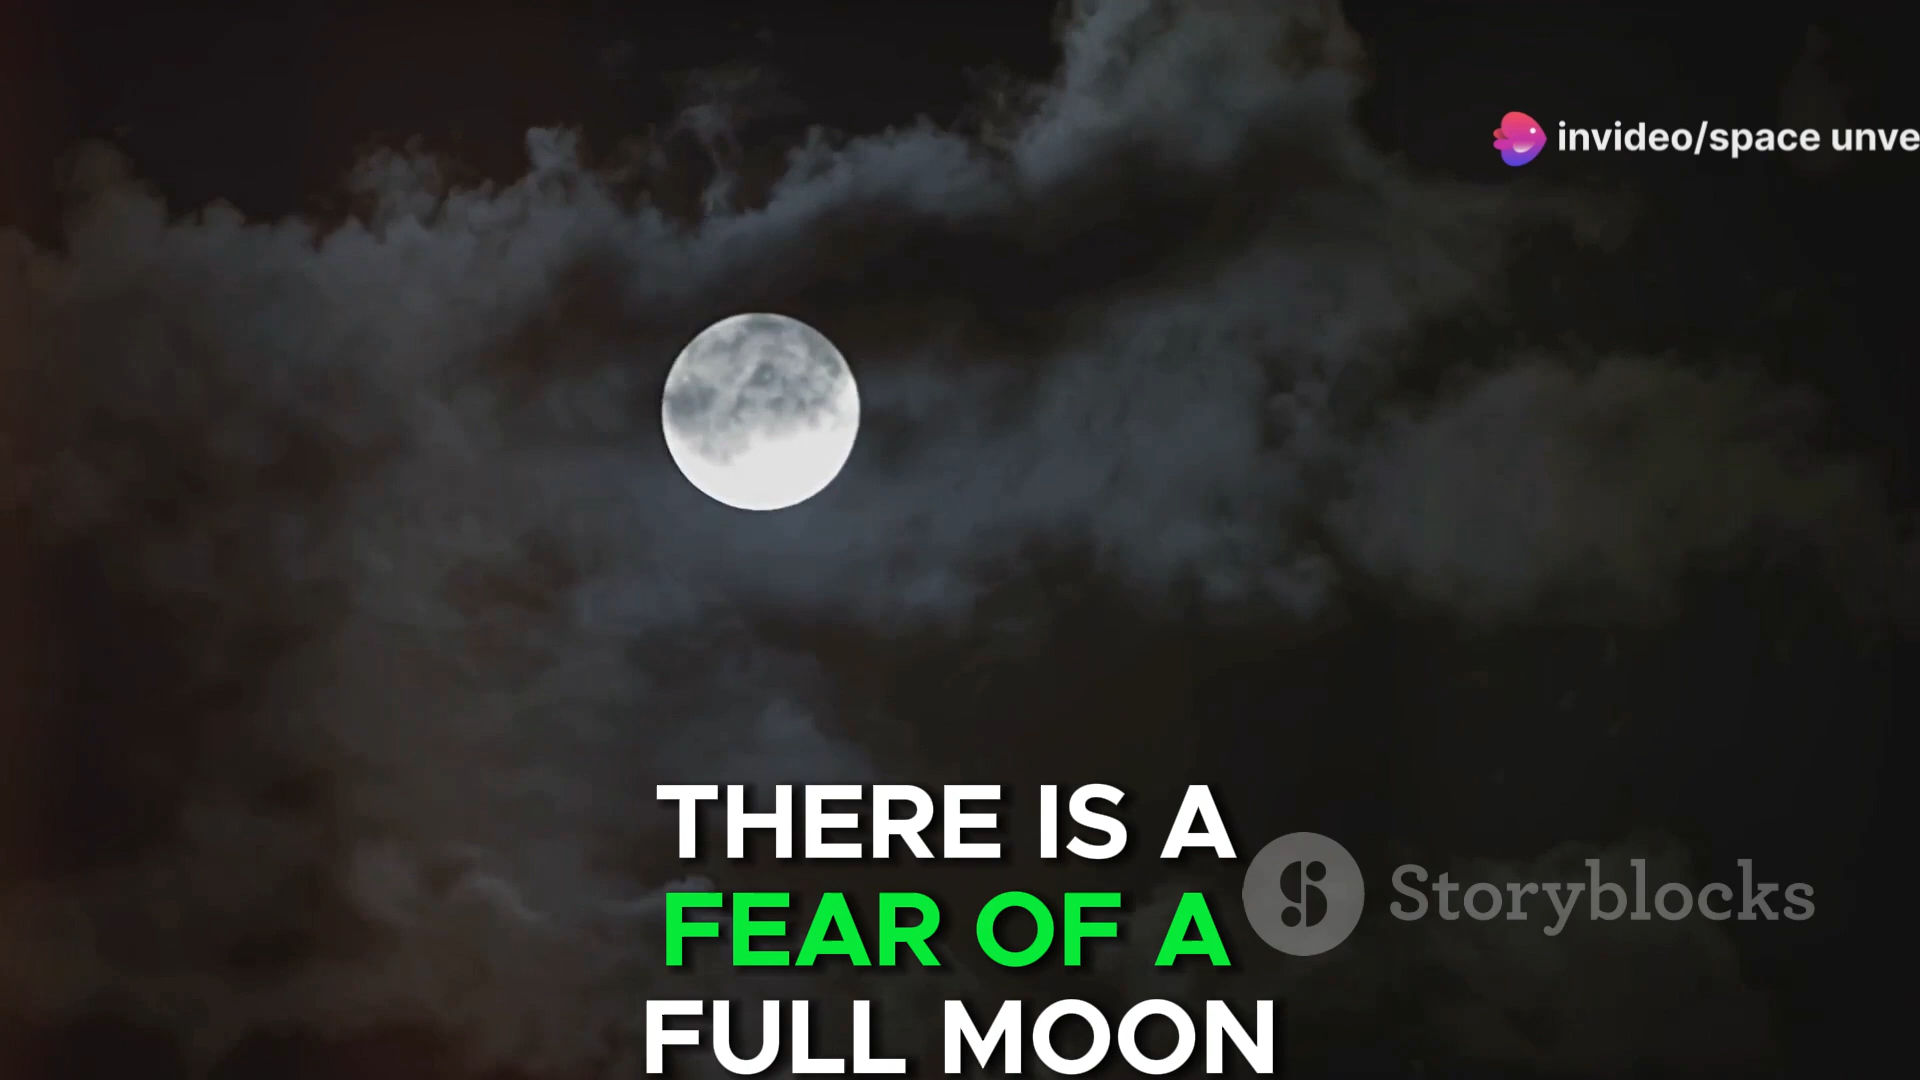 invideo/space unve
THERE IS A
FEAR OF A
Storyblocks
FULL MOON